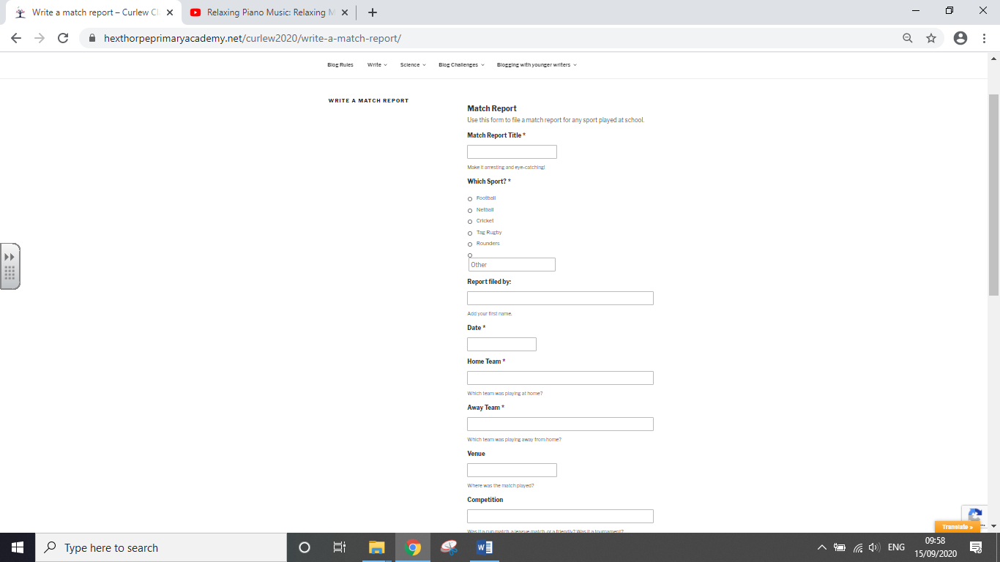 Write a match report – Curlew Cl
Relaxing Piano Music: Relaxing M
hexthorpeprimaryacademy.net/curlew2020/write-a-match-report/
Blog Rules Write Science Blog Challenges Blogging with younger writers
WRITE A MATCH REPORT
Match Report
Use this form to file a match report for any sport played at school.
Match Report Title *
Make it arresting and eye-catching!
Which Sport? *
Football
Netball
Cricket
Tag Rugby
Rounders
Other
Report filed by:
Add your first name.
Date *
Home Team *
Which team was playing at home?
Away Team *
Which team was playing away from home?
Venue
Where was the match played?
Competition
Was it a cup match, a league match, or a friendly? Was it a tournament?
Translate »
Type here to search
ENG
09:58
15/09/2020